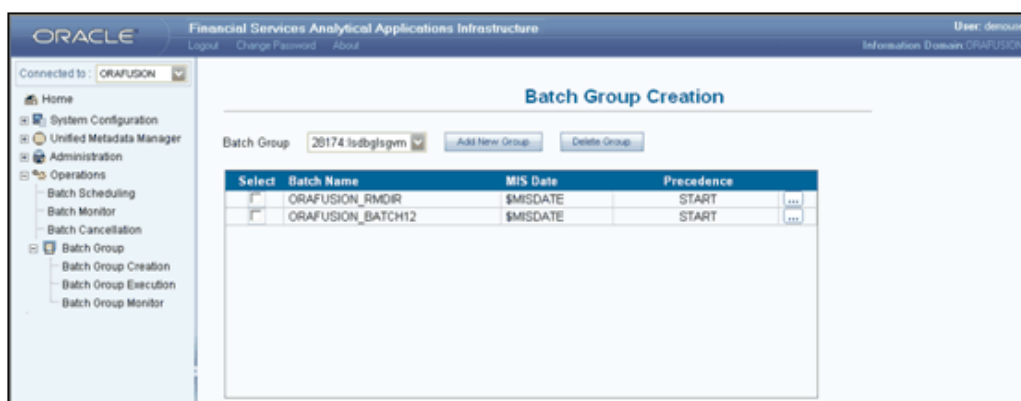 ORACLE
Financial Services Analytical Applications Infrastructure
User: demouse
Logout Change Password About
Information Domain:ORAFUSION
Connected to : ORAFUSION
Home
System Configuration
Unified Metadata Manager
Administration
Operations
Batch Scheduling
Batch Monitor
Batch Cancellation
Batch Group
Batch Group Creation
Batch Group Execution
Batch Group Monitor
Batch Group Creation
Batch Group 28174:lsdbglsgvm Add New Group Delete Group
Select Batch Name MIS Date Precedence
ORAFUSION_RMDIR $MISDATE START ...
ORAFUSION_BATCH12 $MISDATE START ...